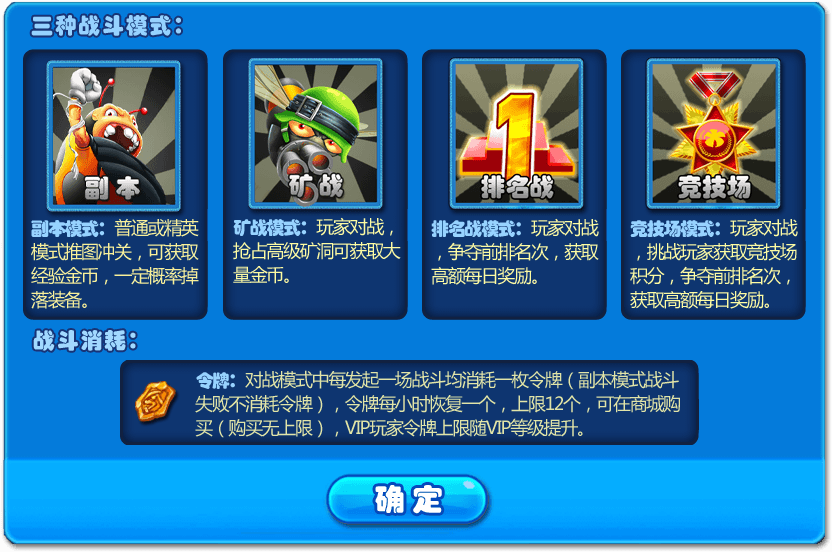 三种战斗模式：
副本
矿战
排名战
竞技场
副本模式：普通或精英
模式推图冲关，可获取
经验金币，一定概率掉
落装备。
矿战模式：玩家对战，
抢占高级矿洞可获取大
量金币。
排名战模式：玩家对战
，争夺前排名次，获取
高额每日奖励。
竞技场模式：玩家对战
，挑战玩家获取竞技场
积分，争夺前排名次，
获取高额每日奖励。
战斗消耗：
令牌：对战模式中每发起一场战斗均消耗一枚令牌（副本模式战斗
失败不消耗令牌），令牌每小时恢复一个，上限12个，可在商城购
买（购买无上限），VIP玩家令牌上限随VIP等级提升。
确定